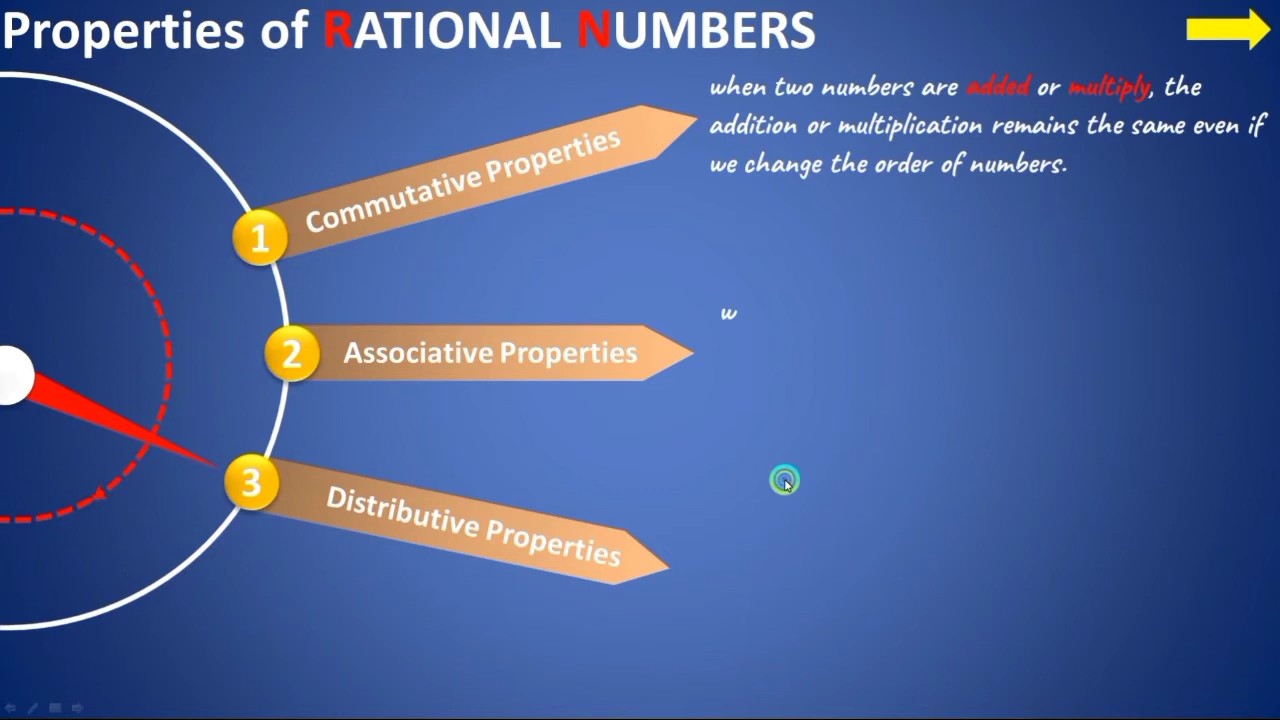 Properties of RATIONAL NUMBERS
when two numbers are added or multiply, the
addition or multiplication remains the same even if
we change the order of numbers.
1
Commutative Properties
w
2
Associative Properties
3
Distributive Properties